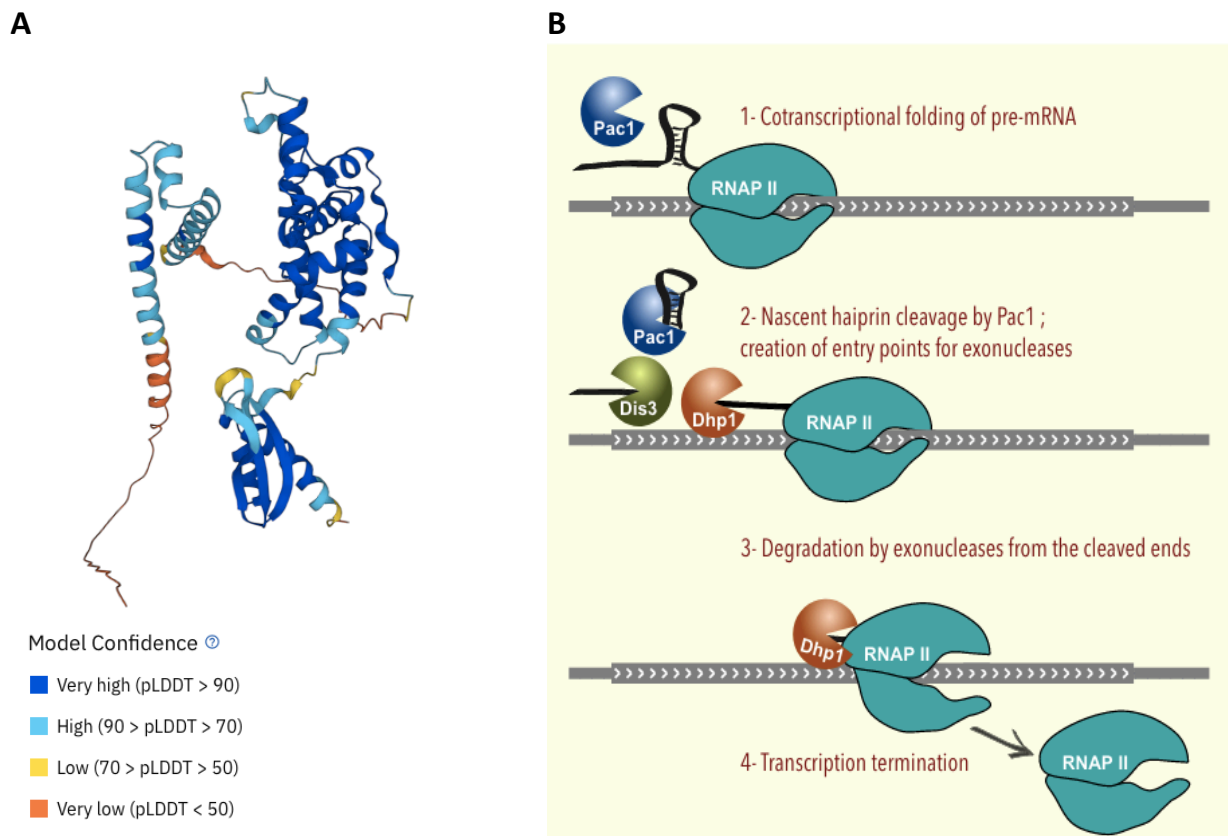 A
B
Pac1
1- Cotranscriptional folding of pre-mRNA
RNAP II
Pac1
2- Nascent haiprin cleavage by Pac1 ;
creation of entry points for exonucleases
Dis3
Dhp1
RNAP II
3- Degradation by exonucleases from the cleaved ends
Dhp1
RNAP II
4- Transcription termination
RNAP II
Model Confidence ?
Very high (pLDDT > 90)
High (90 > pLDDT > 70)
Low (70 > pLDDT > 50)
Very low (pLDDT < 50)